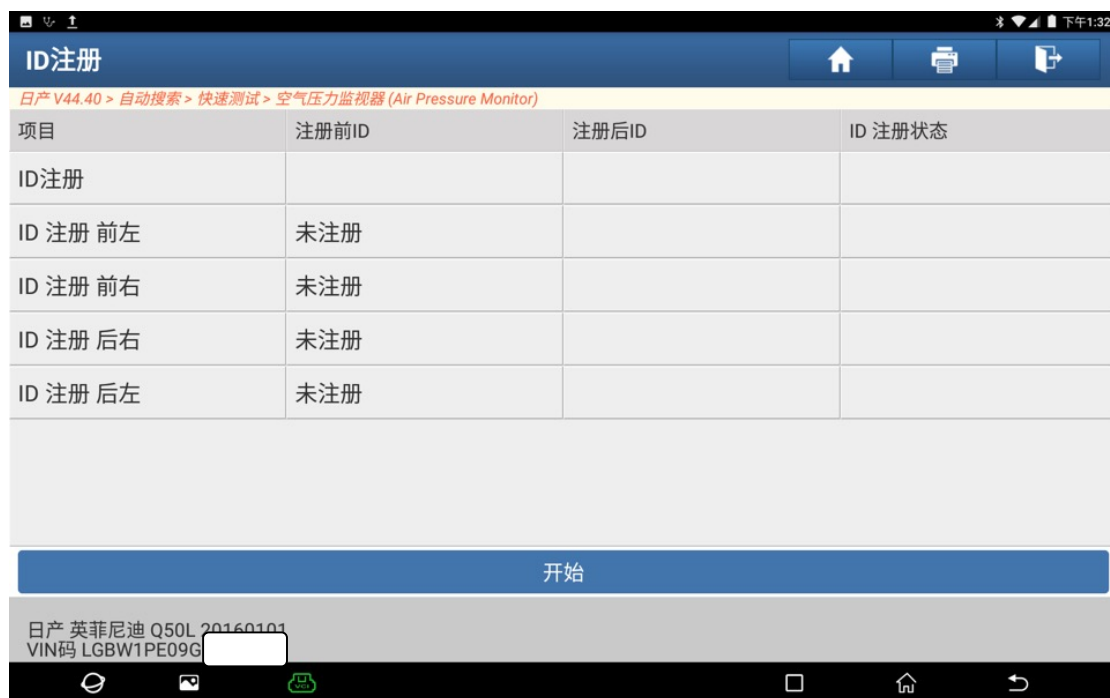 下午1:32
ID注册
日产 V44.40 > 自动搜索 > 快速测试 > 空气压力监视器 (Air Pressure Monitor)
项目 注册前ID 注册后ID ID 注册状态
ID注册
ID 注册 前左 未注册
ID 注册 前右 未注册
ID 注册 后右 未注册
ID 注册 后左 未注册
开始
日产 英菲尼迪 Q50L 20160101
VIN码 LGBW1PE09G
VCI